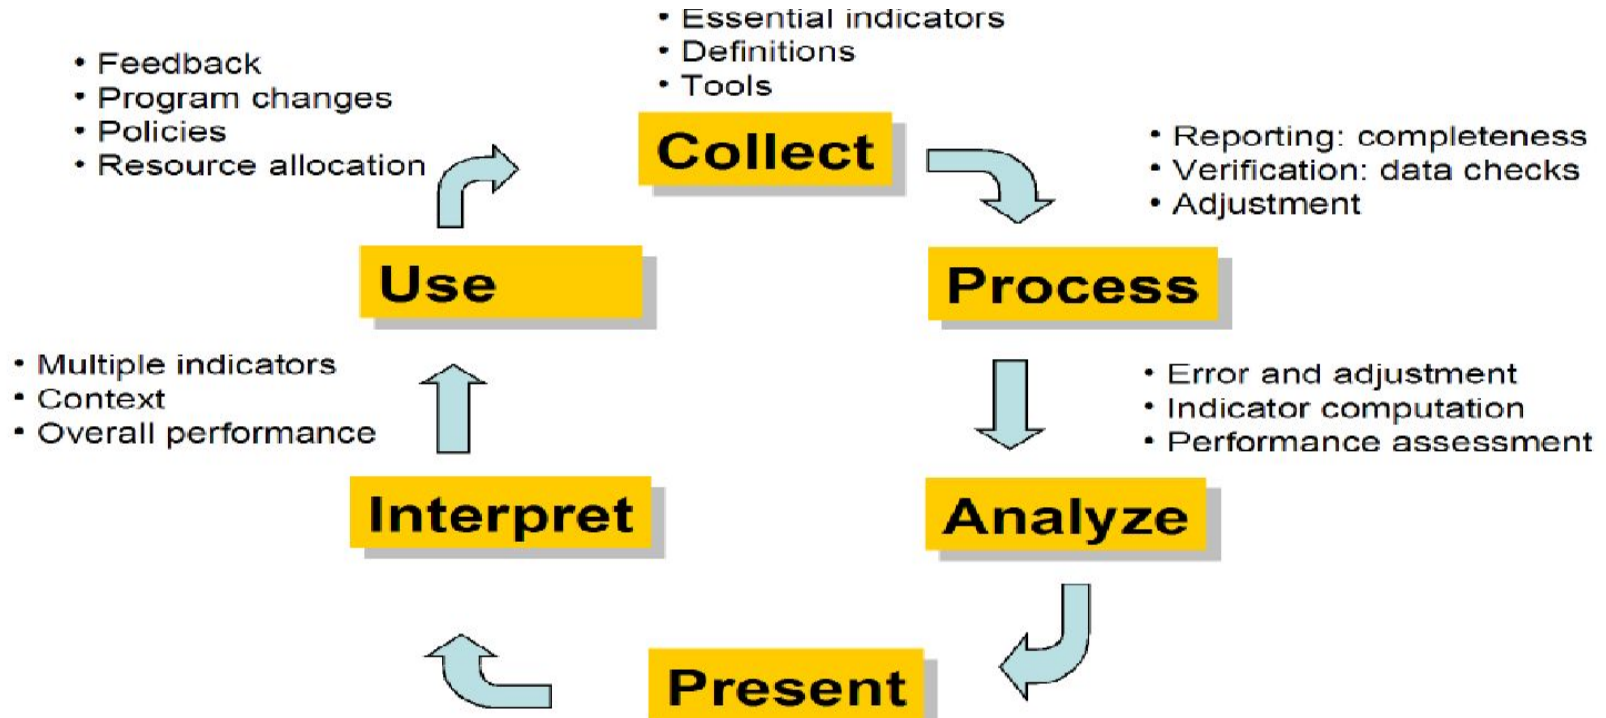 • Essential indicators
• Definitions
• Tools
Collect
• Reporting: completeness
• Verification: data checks
• Adjustment
Process
• Error and adjustment
• Indicator computation
• Performance assessment
Analyze
Present
• Multiple indicators
• Context
• Overall performance
Interpret
• Feedback
• Program changes
• Policies
• Resource allocation
Use